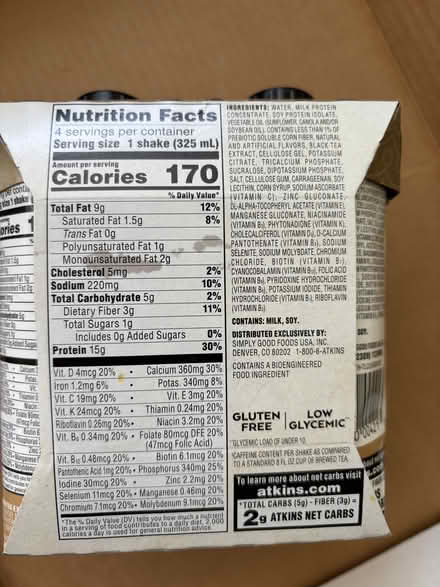 Nutrition Facts
4 servings per container
Serving size 1 shake (325 mL)
Amount per serving
Calories 170
% Daily Value*
Total Fat 9g 12%
Saturated Fat 1.5g 8%
Trans Fat 0g
Polyunsaturated Fat 1g
Monounsaturated Fat 2g
Cholesterol 5mg 2%
Sodium 220mg 10%
Total Carbohydrate 5g 2%
Dietary Fiber 3g 11%
Total Sugars 1g
Includes 0g Added Sugars 0%
Protein 15g 30%
Vit. D 4mcg 20% • Calcium 360mg 30%
Iron 1.2mg 6% • Potas. 340mg 8%
Vit. C 19mg 20% • Vit. E 3mg 20%
Vit. K 24mcg 20% • Thiamin 0.24mg 20%
Riboflavin 0.26mg 20% • Niacin 3.2mg 20%
Vit. B6 0.34mg 20% • Folate 80mcg DFE 20%
(47mcg Folic Acid)
Vit. B12 0.48mcg 20% • Biotin 6.1mcg 20%
Pantothenic Acid 1mg 20% • Phosphorus 340mg 25%
Iodine 30mcg 20% • Zinc 2.2mg 20%
Selenium 11mcg 20% • Manganese 0.46mg 20%
Chromium 7.1mcg 20% • Molybdenum 9.1mcg 20%
*The % Daily Value (DV) tells you how much a nutrient
in a serving of food contributes to a daily diet. 2,000
calories a day is used for general nutrition advice.
INGREDIENTS: WATER, MILK PROTEIN
CONCENTRATE, SOY PROTEIN ISOLATE,
VEGETABLE OIL (SUNFLOWER, CANOLA AND/OR
SOYBEAN OIL). CONTAINS LESS THAN 1% OF
PREBIOTIC SOLUBLE CORN FIBER, NATURAL
AND ARTIFICIAL FLAVORS, BLACK TEA
EXTRACT, CELLULOSE GEL, POTASSIUM
CITRATE, TRICALCIUM PHOSPHATE,
SUCRALOSE, DIPOTASSIUM PHOSPHATE,
SALT, CELLULOSE GUM, CARRAGEENAN, SOY
LECITHIN, CORN SYRUP, SODIUM ASCORBATE
(VITAMIN C), ZINC GLUCONATE,
DL-ALPHA-TOCOPHERYL ACETATE (VITAMIN E),
MANGANESE GLUCONATE, NIACINAMIDE
(VITAMIN B3), PHYTONADIONE (VITAMIN K),
CHOLECALCIFEROL (VITAMIN D3), D-CALCIUM
PANTOTHENATE (VITAMIN B5), SODIUM
SELENITE, SODIUM MOLYBDATE, CHROMIUM
CHLORIDE, BIOTIN (VITAMIN B7),
CYANOCOBALAMIN (VITAMIN B12), FOLIC ACID
(VITAMIN B9), PYRIDOXINE HYDROCHLORIDE
(VITAMIN B6), POTASSIUM IODIDE, THIAMIN
HYDROCHLORIDE (VITAMIN B1), RIBOFLAVIN
(VITAMIN B2).
CONTAINS: MILK, SOY.
DISTRIBUTED EXCLUSIVELY BY:
SIMPLY GOOD FOODS USA, INC.
DENVER, CO 80202 1-800-6-ATKINS
CONTAINS A BIOENGINEERED
FOOD INGREDIENT
GLUTEN FREE | LOW GLYCEMIC*
*GLYCEMIC LOAD OF UNDER 10.
*CAFFEINE CONTENT PER SHAKE AS COMPARED
TO A STANDARD 8 FL OZ CUP OF BREWED TEA.
To learn more about net carbs visit
atkins.com
*TOTAL CARBS (5g) - FIBER (3g) =
2g ATKINS NET CARBS